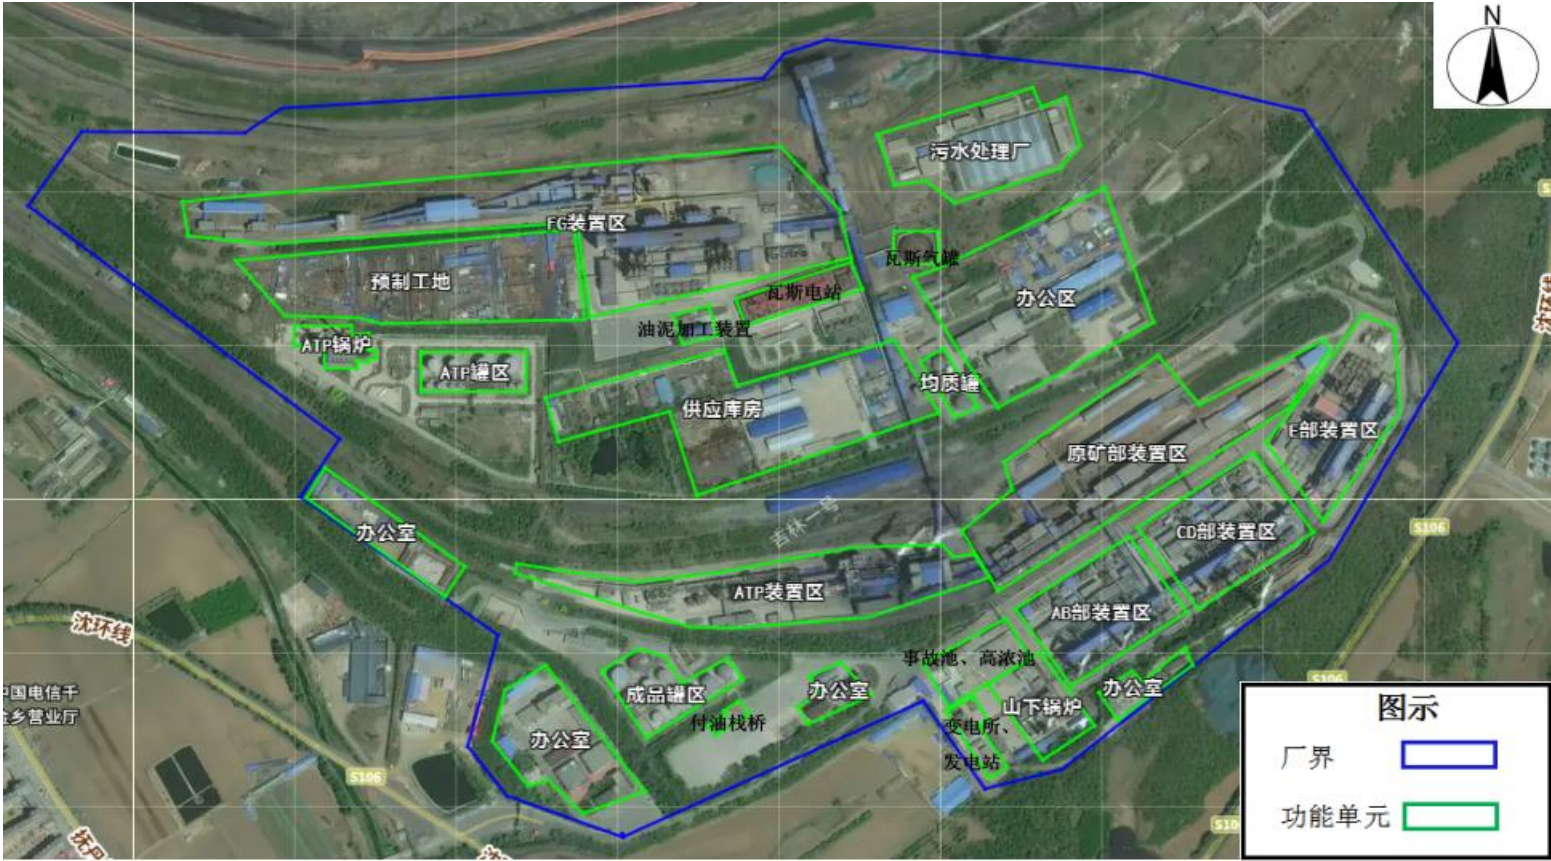 N
污水处理厂
FG装置区
瓦斯气罐
预制工地
瓦斯电站
办公区
油泥加工装置
ATP锅炉
ATP罐区
均质罐
供应库房
E部装置区
原矿部装置区
沈环线
S106
吉林一号
CD部装置区
办公室
ATP装置区
AB部装置区
沈环线
事故池、高浓池
S106
中国电信千
金乡营业厅
成品罐区
办公室
办公室
山下锅炉
付油栈桥
变电所、
发电站
办公室
S106
图示
厂界
功能单元